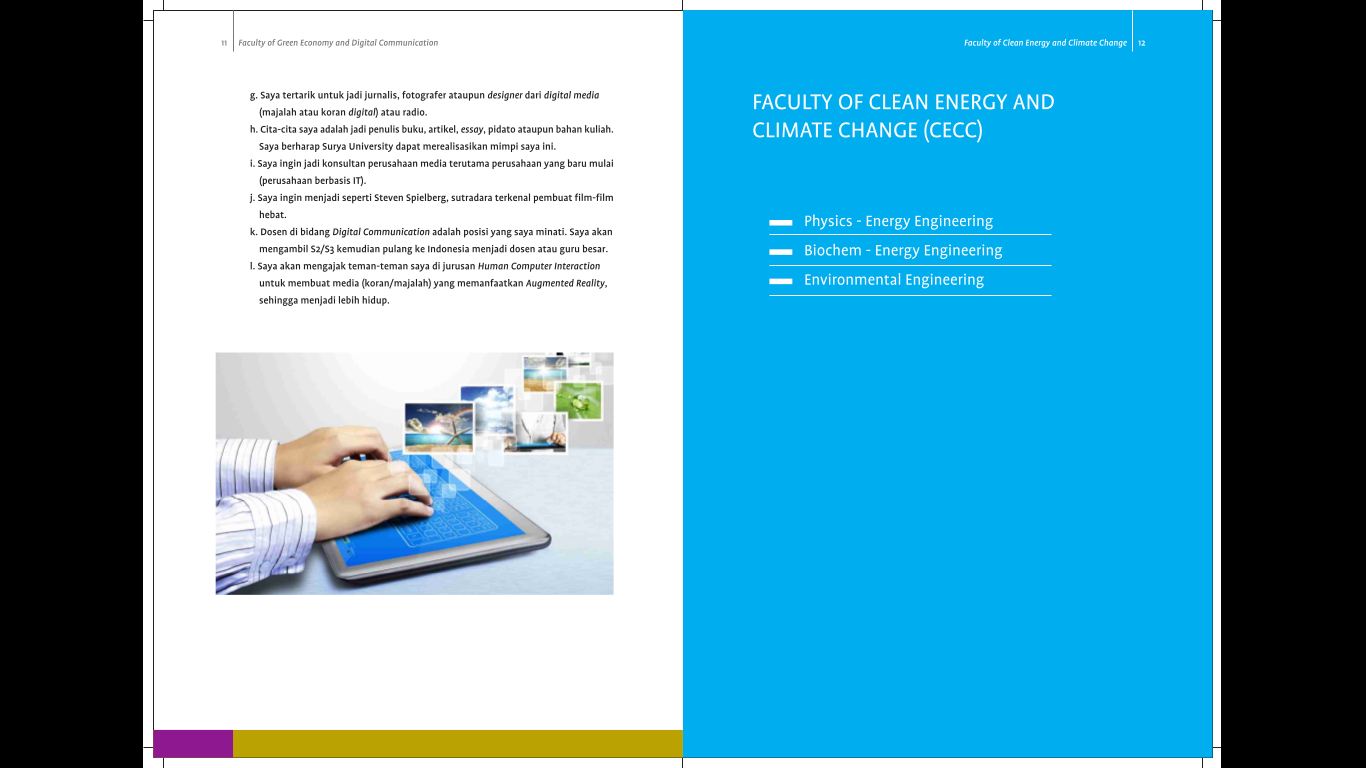 11 Faculty of Green Economy and Digital Communication
g. Saya tertarik untuk jadi jurnalis, fotografer ataupun designer dari digital media
(majalah atau koran digital) atau radio.
h. Cita-cita saya adalah jadi penulis buku, artikel, essay, pidato ataupun bahan kuliah.
Saya berharap Surya University dapat merealisasikan mimpi saya ini.
i. Saya ingin jadi konsultan perusahaan media terutama perusahaan yang baru mulai
(perusahaan berbasis IT).
j. Saya ingin menjadi seperti Steven Spielberg, sutradara terkenal pembuat film-film
hebat.
k. Dosen di bidang Digital Communication adalah posisi yang saya minati. Saya akan
mengambil S2/S3 kemudian pulang ke Indonesia menjadi dosen atau guru besar.
l. Saya akan mengajak teman-teman saya di jurusan Human Computer Interaction
untuk membuat media (koran/majalah) yang memanfaatkan Augmented Reality,
sehingga menjadi lebih hidup.
Faculty of Clean Energy and Climate Change 12
FACULTY OF CLEAN ENERGY AND
CLIMATE CHANGE (CECC)
Physics - Energy Engineering
Biochem - Energy Engineering
Environmental Engineering